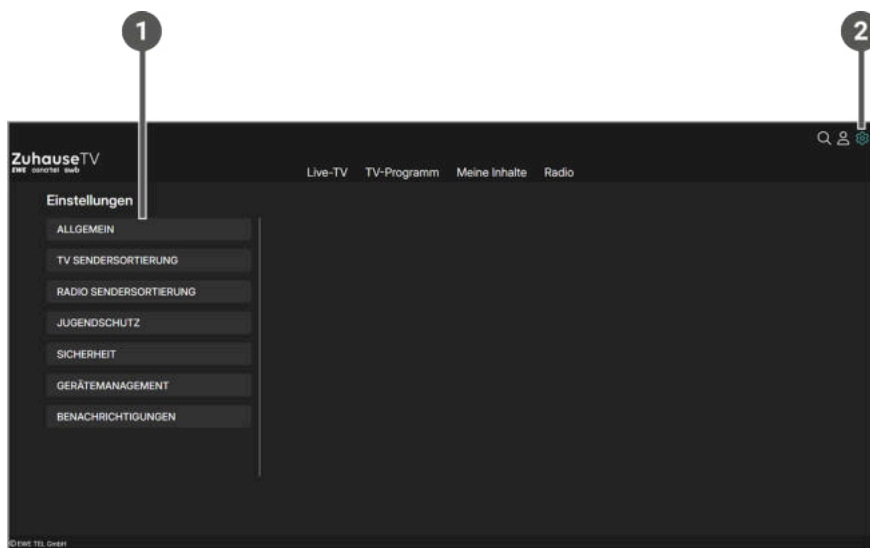 1
2
ZuhauseTV
EWE osnatel swb
Live-TV TV-Programm Meine Inhalte Radio
Einstellungen
ALLGEMEIN
TV SENDERSORTIERUNG
RADIO SENDERSORTIERUNG
JUGENDSCHUTZ
SICHERHEIT
GERÄTEMANAGEMENT
BENACHRICHTIGUNGEN
© EWE TEL GmbH